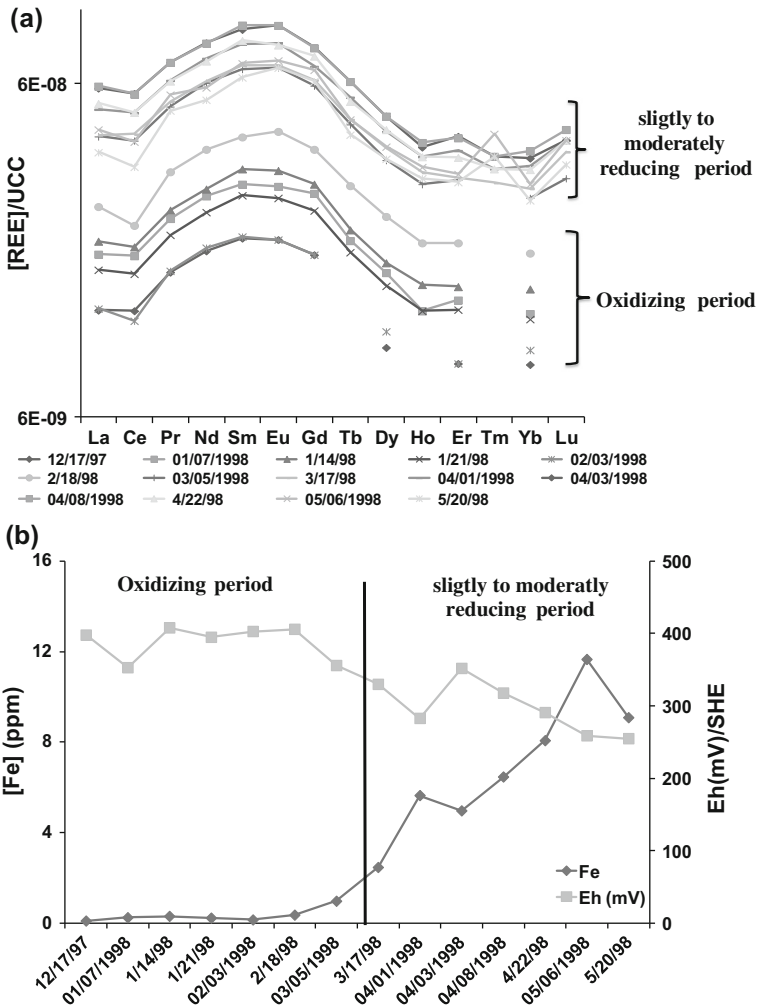 (a)
6E-08
6E-09
[REE]/UCC
sligtly to
moderately
reducing period
Oxidizing period
La Ce Pr Nd Sm Eu Gd Tb Dy Ho Er Tm Yb Lu
12/17/97 01/07/1998 1/14/98 1/21/98 02/03/1998
2/18/98 03/05/1998 3/17/98 04/01/1998 04/03/1998
04/08/1998 4/22/98 05/06/1998 5/20/98
(b)
Oxidizing period
sligtly to moderatly
reducing period
16
12
8
4
0
[Fe] (ppm)
500
400
300
200
100
0
Eh(mV)/SHE
Fe
Eh (mV)
12/17/97 01/07/1998 1/14/98 1/21/98 02/03/1998 2/18/98 03/05/1998 3/17/98 04/01/1998 04/03/1998 04/08/1998 4/22/98 05/06/1998 5/20/98